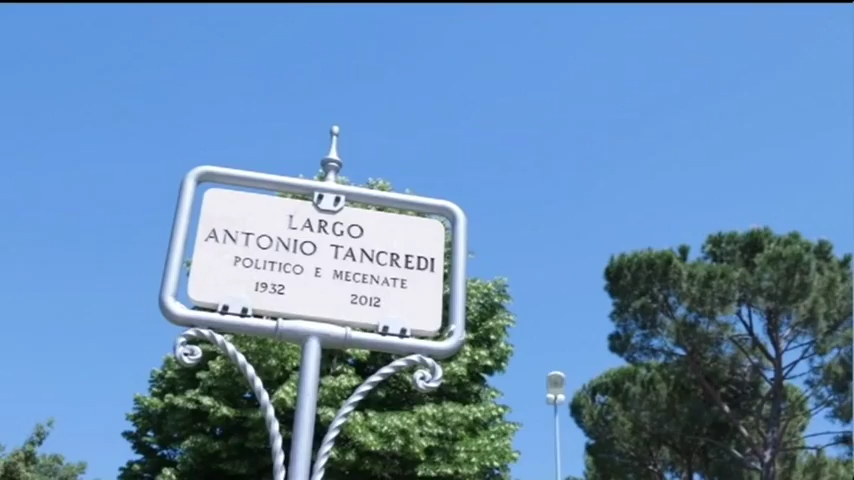 LARGO
ANTONIO TANCREDI
POLITICO E MECENATE
1932 2012